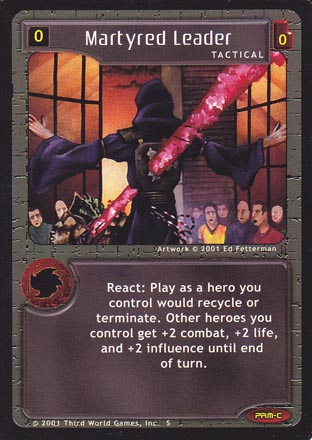 0
Martyred Leader
0
TACTICAL
Artwork © 2001 Ed Fetterman
React: Play as a hero you
control would recycle or
terminate. Other heroes you
control get +2 combat, +2 life,
and +2 influence until end
of turn.
PRM-C
© 2001 Third World Games, Inc. S